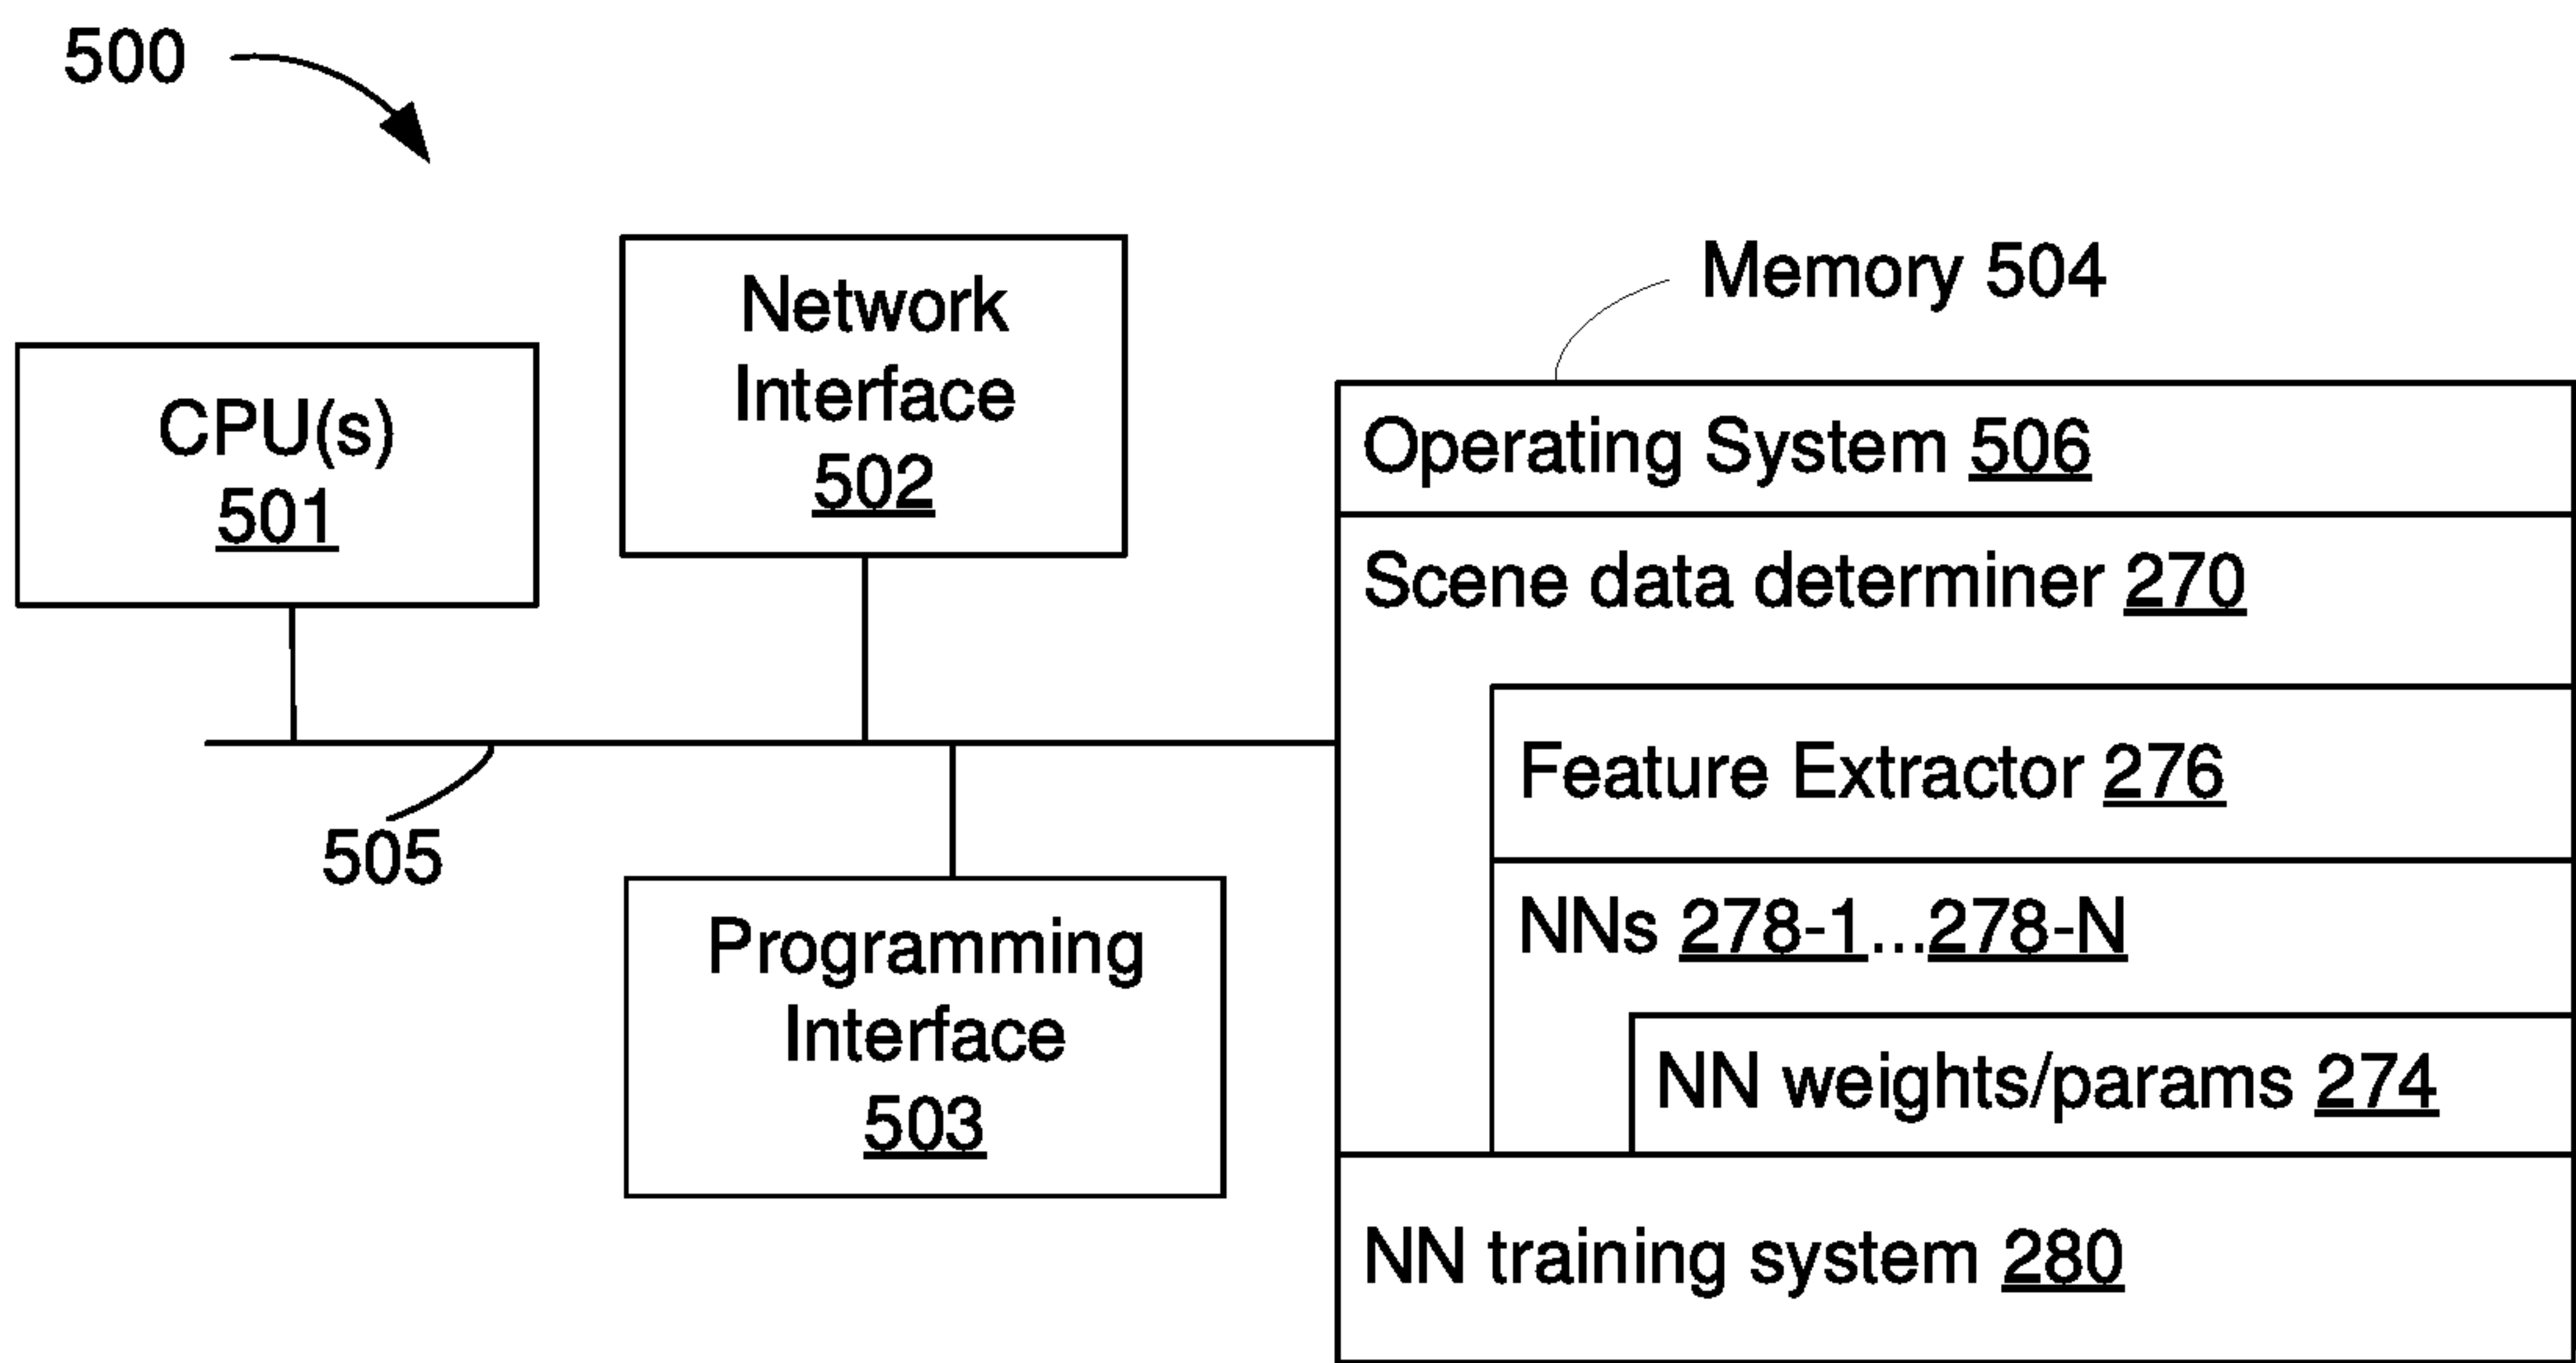 500
CPU(s)
501
Network
Interface
502
505
Programming
Interface
503
Memory 504
Operating System 506
Scene data determiner 270
Feature Extractor 276
NNs 278-1...278-N
NN weights/params 274
NN training system 280